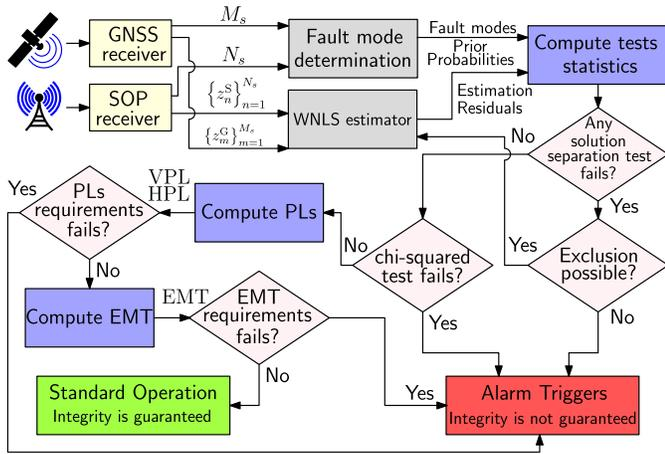 GNSS
receiver
M_s
Fault mode
determination
Fault modes
Prior
Probabilities
Compute tests
statistics
N_s
SOP
receiver
{z_n^S}_{n=1}^{N_s}
{z_m^G}_{m=1}^{M_s}
WNLS estimator
Estimation
Residuals
No
Any
solution
separation test
fails?
Yes
Yes
PLs
requirements
fails?
VPL
HPL
Compute PLs
No
chi-squared
test fails?
Yes
Exclusion
possible?
No
Compute EMT
EMT
EMT
requirements
fails?
Yes
No
No
Standard Operation
Integrity is guaranteed
Yes
Alarm Triggers
Integrity is not guaranteed